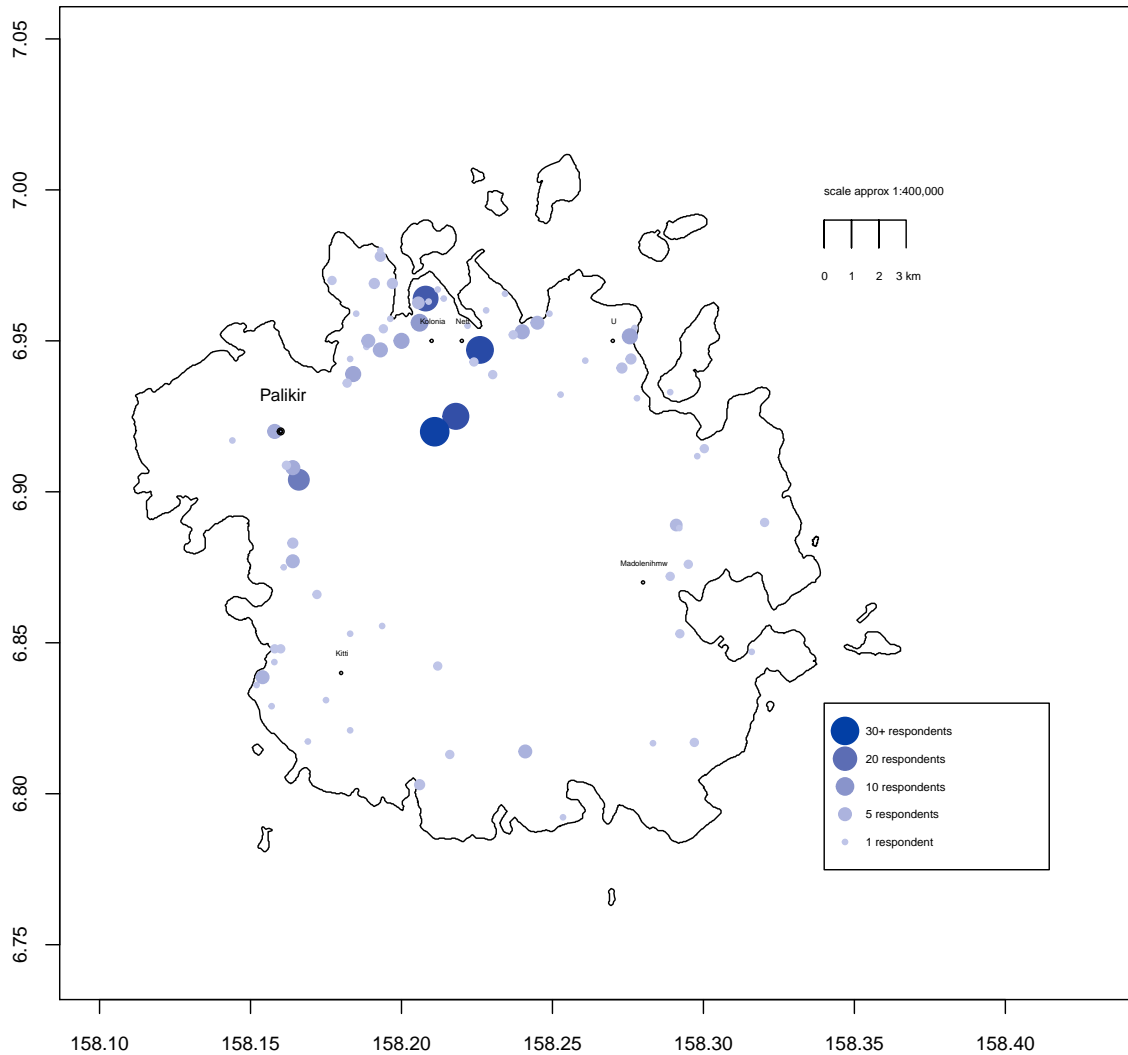 7.05
7.00
scale approx 1:400,000
0 1 2 3 km
6.95
Kolonia
Nett
U
Palikir
6.90
Madolenihmw
6.85
Kitti
30+ respondents
20 respondents
10 respondents
5 respondents
1 respondent
6.80
6.75
158.10 158.15 158.20 158.25 158.30 158.35 158.40